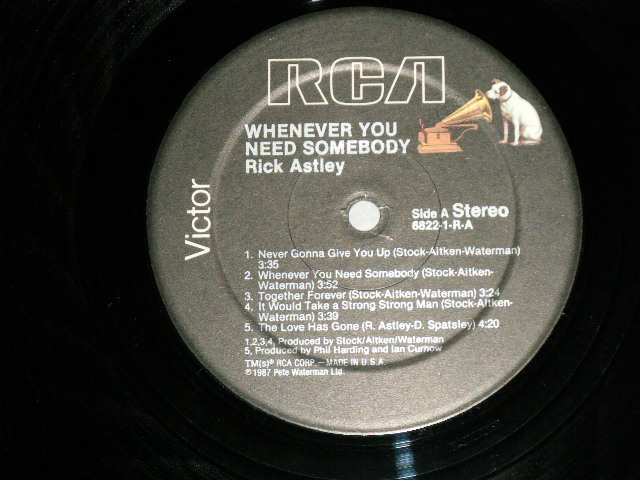 RCA
WHENEVER YOU
NEED SOMEBODY
Rick Astley
Victor
Side A Stereo
6822-1-R-A
1. Never Gonna Give You Up (Stock-Aitken-Waterman)
3:35
2. Whenever You Need Somebody (Stock-Aitken-
Waterman) 3:52
3. Together Forever (Stock-Aitken-Waterman) 3:24
4. It Would Take a Strong Strong Man (Stock-Aitken-
Waterman) 3:39
5. The Love Has Gone (R. Astley-D. Spatsley) 4:20
1,2,3,4, Produced by Stock/Aitken/Waterman
5, Produced by Phil Harding and Ian Curnow
TM(s)® RCA CORP.—MADE IN U.S.A.
℗ 1987 Pete Waterman Ltd.